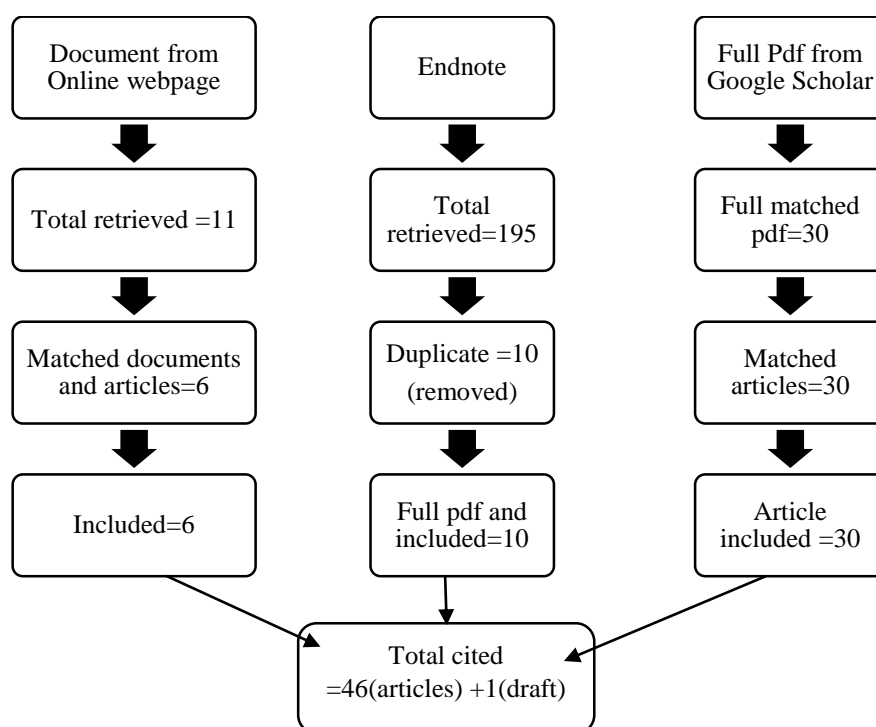 Document from
Online webpage
Endnote
Full Pdf from
Google Scholar
Total retrieved =11
Total
retrieved=195
Full matched
pdf=30
Matched documents
and articles=6
Duplicate =10
(removed)
Matched
articles=30
Included=6
Full pdf and
included=10
Article
included =30
Total cited
=46(articles) +1(draft)